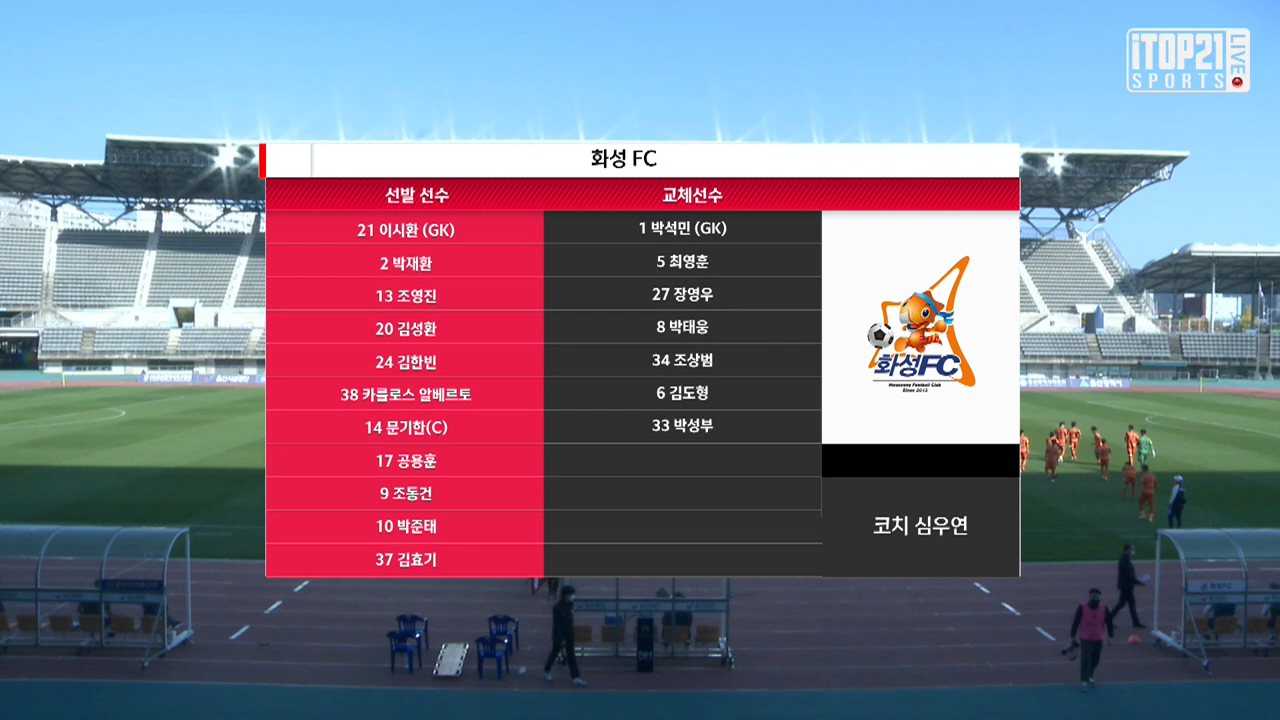 iTOP21
SPORTS
LIVE
화성 FC
선발 선수
교체선수
21 이시환 (GK)
1 박석민 (GK)
2 박재환
5 최영훈
13 조영진
27 장영우
20 김성환
8 박태웅
24 김한빈
34 조상범
38 카를로스 알베르토
6 김도형
14 문기한(C)
33 박성부
17 공용훈
9 조동건
10 박준태
37 김효기
화성FC
Hwaseong Football Club
Since 2013
코치 심우연